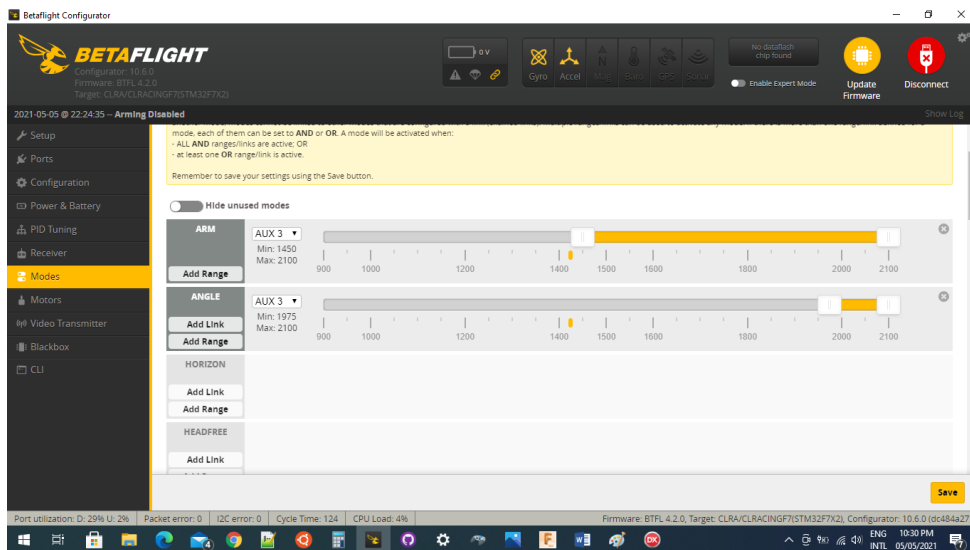 Betaflight Configurator
BETAFLIGHT
Configurator: 10.6.0
Firmware: BTFL 4.2.0
Target: CLRA/CLRACINGF7(STM32F7X2)
0 V
Gyro Accel Mag Baro GPS Sonar
No dataflash
chip found
Enable Expert Mode
Update
Firmware
Disconnect
2021-05-05 @ 22:24:35 -- Arming Disabled
Show Log
Setup
Ports
Configuration
Power & Battery
PID Tuning
Receiver
Modes
Motors
Video Transmitter
Blackbox
CLI
mode, each of them can be set to AND or OR. A mode will be activated when:
- ALL AND ranges/links are active; OR
- at least one OR range/link is active.
Remember to save your settings using the Save button.
Hide unused modes
ARM
Add Range
AUX 3
Min: 1450
Max: 2100
900 1000 1200 1400 1500 1600 1800 2000 2100
ANGLE
Add Link
Add Range
AUX 3
Min: 1975
Max: 2100
900 1000 1200 1400 1500 1600 1800 2000 2100
HORIZON
Add Link
Add Range
HEADFREE
Add Link
Save
Port utilization: D: 29% U: 2% Packet error: 0 I2C error: 0 Cycle Time: 124 CPU Load: 4% Firmware: BTFL 4.2.0, Target: CLRA/CLRACINGF7(STM32F7X2), Configurator: 10.6.0 (dc484a27
ENG
INTL
10:30 PM
05/05/2021